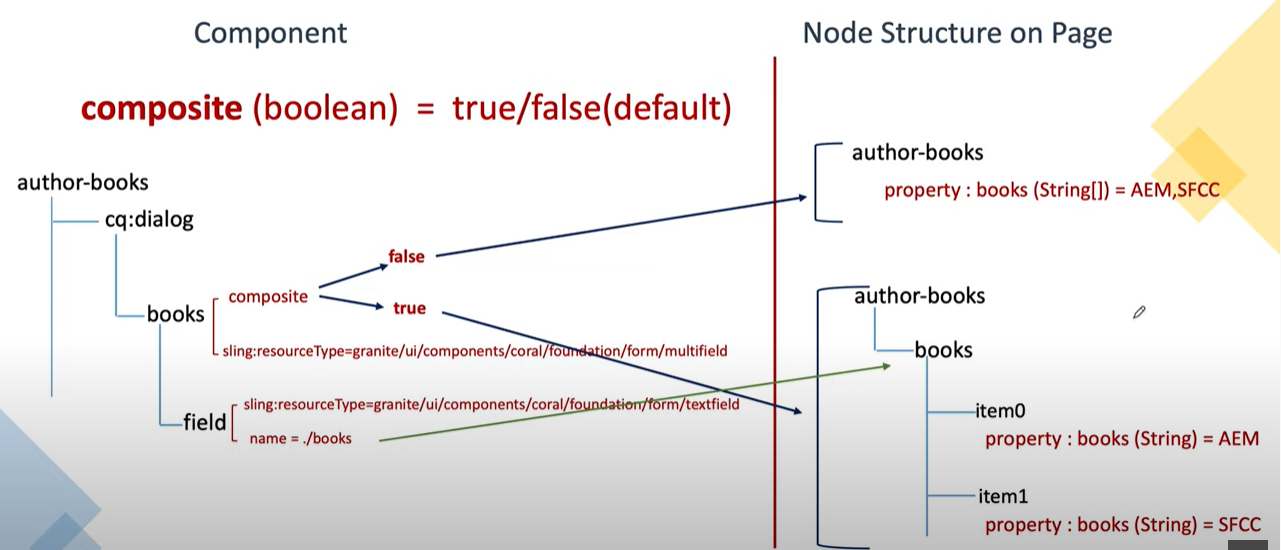 Component
Node Structure on Page
composite (boolean) = true/false(default)
author-books
cq:dialog
books
composite
false
true
sling:resourceType=granite/ui/components/coral/foundation/form/multifield
field
sling:resourceType=granite/ui/components/coral/foundation/form/textfield
name = ./books
author-books
property : books (String[]) = AEM,SFCC
author-books
books
item0
property : books (String) = AEM
item1
property : books (String) = SFCC